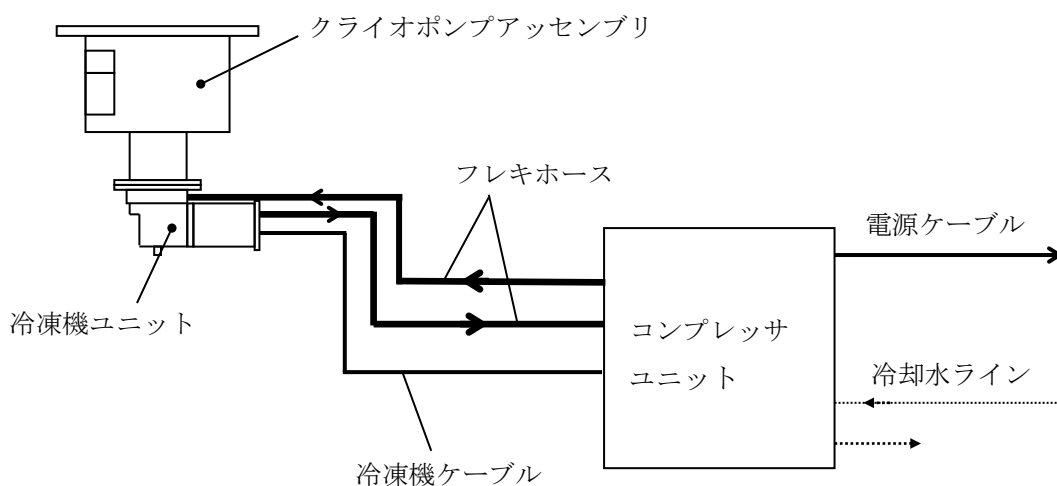 クライオポンプアッセンブリ
フレキホース
電源ケーブル
冷凍機ユニット
コンプレッサ
ユニット
冷却水ライン
冷凍機ケーブル